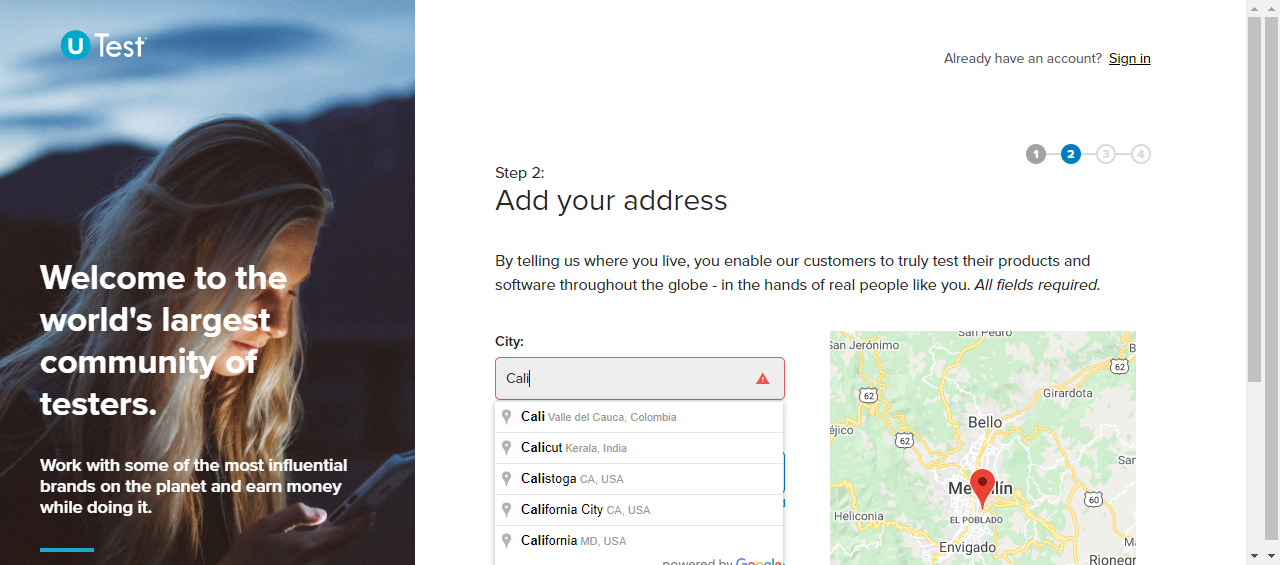 uTest
Already have an account? Sign in
1 2 3 4
Step 2:
Add your address
Welcome to the
world's largest
community of
testers.
Work with some of the most influential
brands on the planet and earn money
while doing it.
By telling us where you live, you enable our customers to truly test their products and
software throughout the globe - in the hands of real people like you. All fields required.
City:
Cali
Cali Valle del Cauca, Colombia
Calicut Kerala, India
Calistoga CA, USA
California City CA, USA
California MD, USA
powered by Google
San Pedro
San Jerónimo
62
62
Girardota
éjico
62
Bello
San
Medellín
60
Heliconia
EL POBLADO
Envigado
Mar
Rioneg